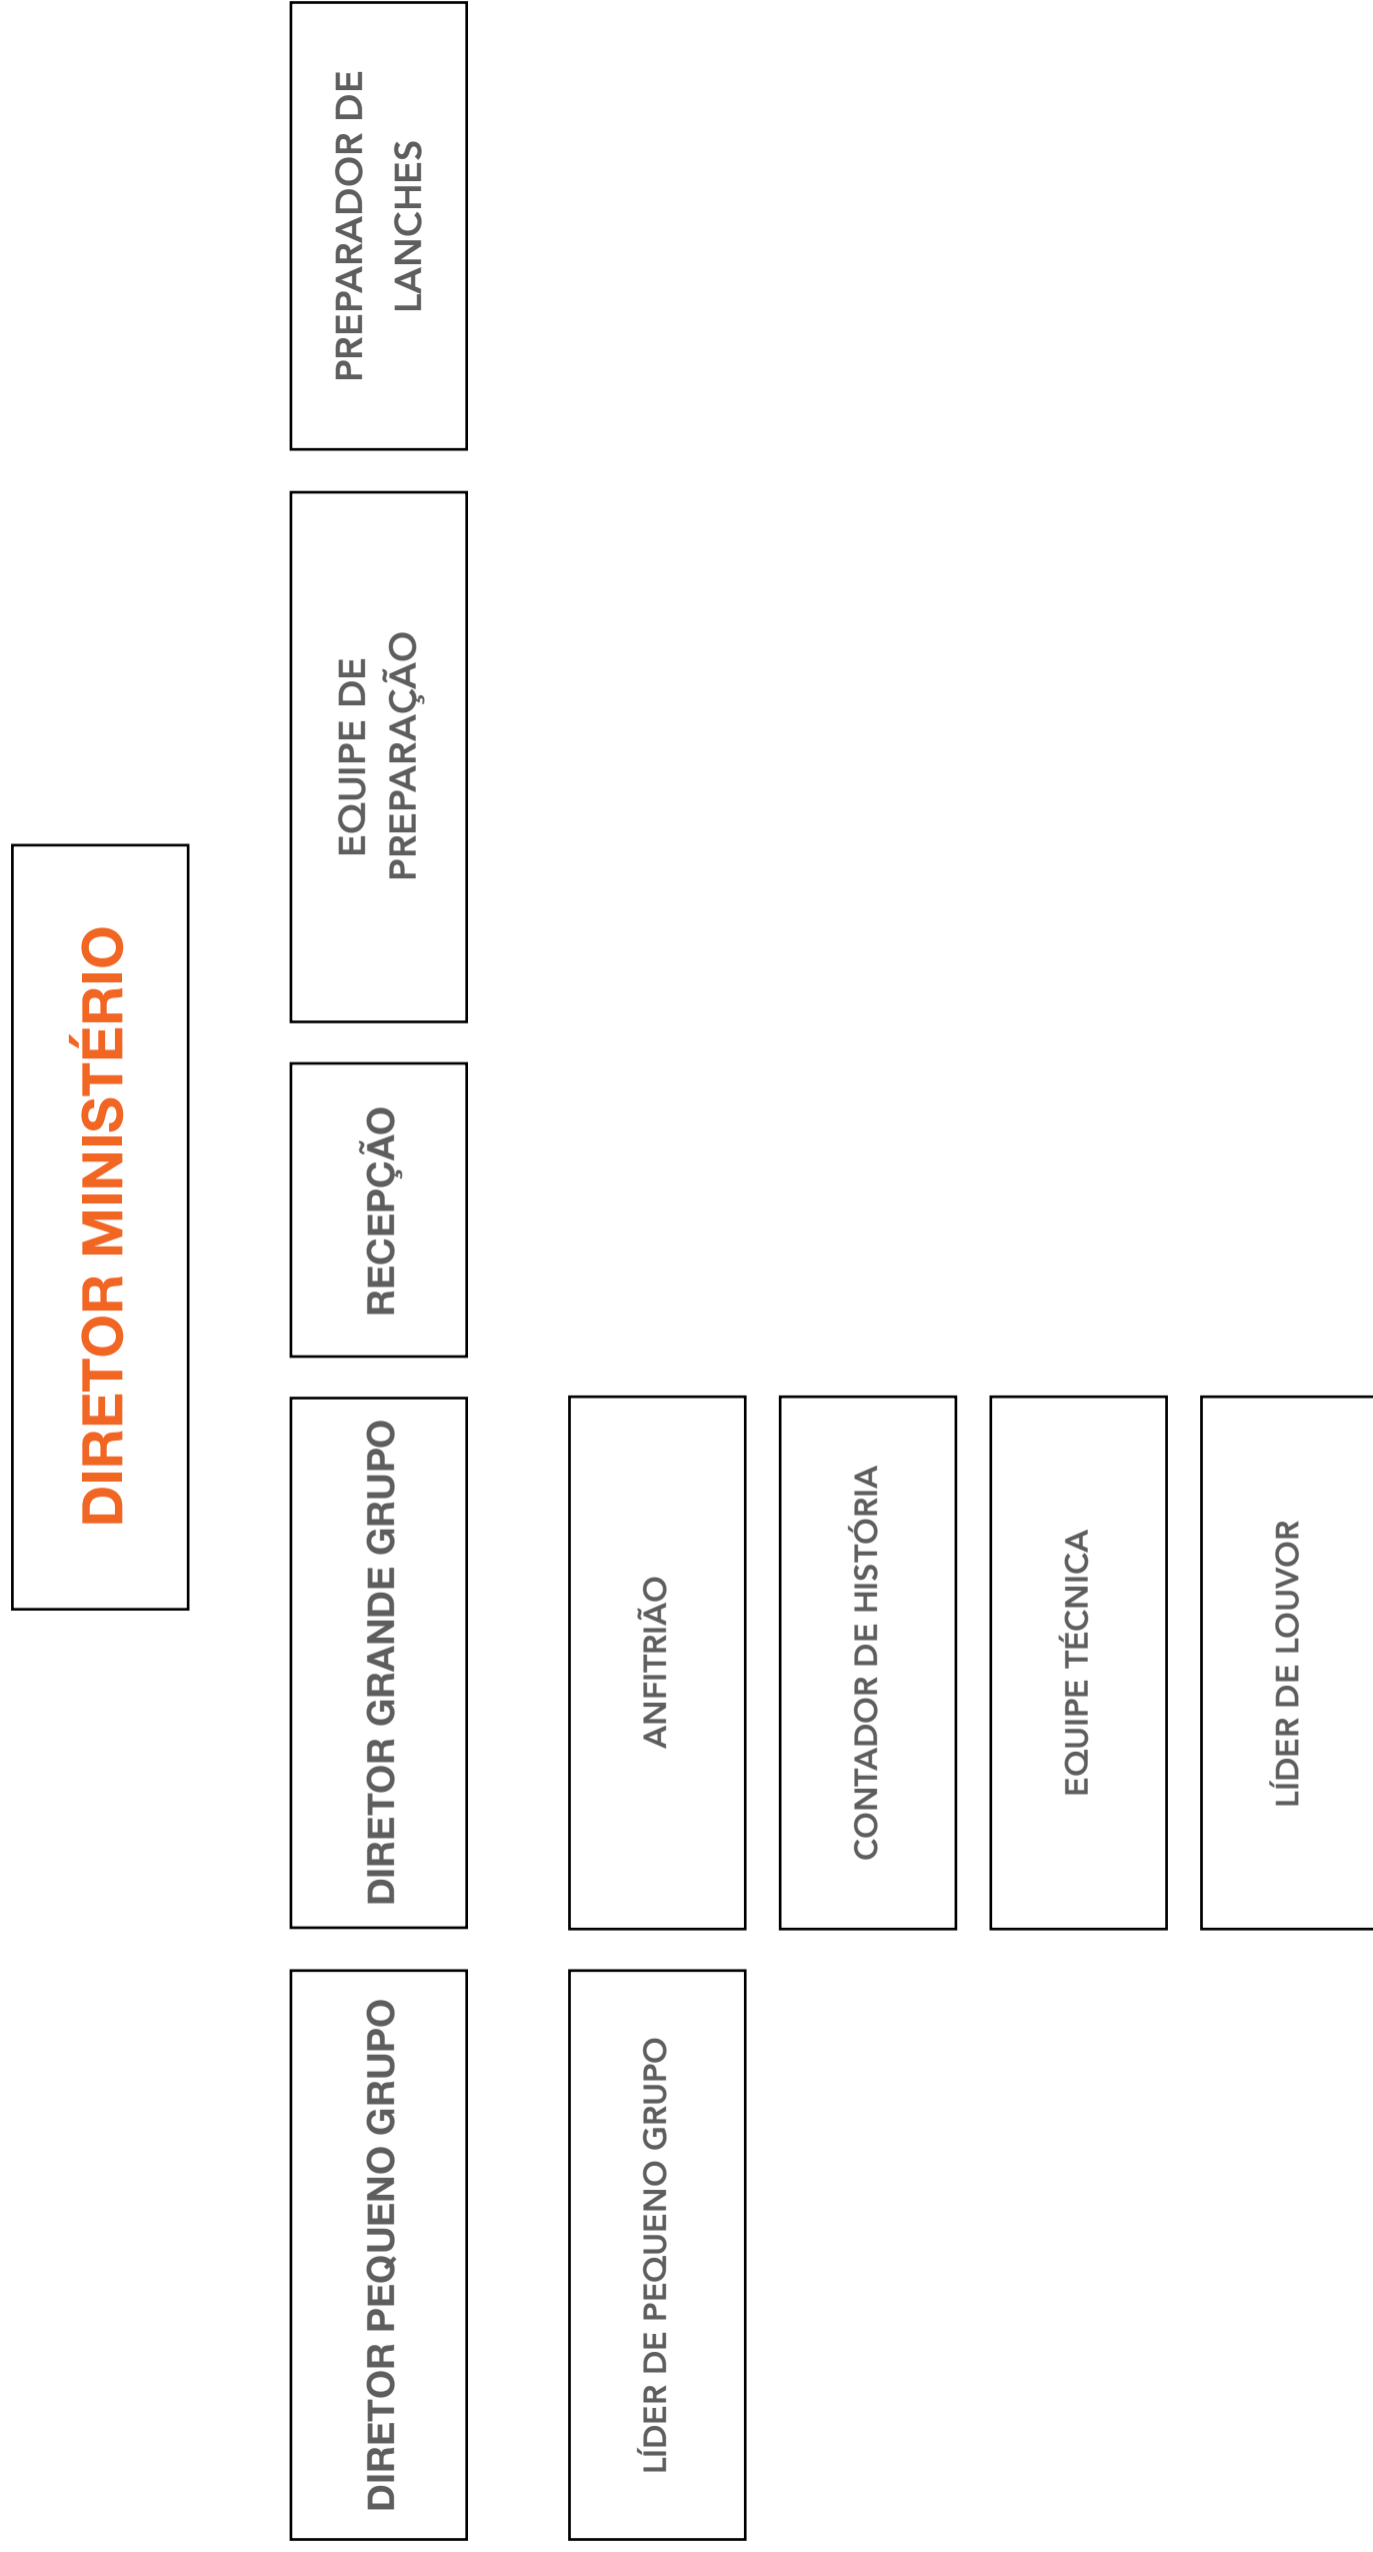 DIRETOR MINISTÉRIO
DIRETOR PEQUENO GRUPO
DIRETOR GRANDE GRUPO
RECEPÇÃO
EQUIPE DE
PREPARAÇÃO
PREPARADOR DE
LANCHES
LÍDER DE PEQUENO GRUPO
ANFITRIÃO
CONTADOR DE HISTÓRIA
EQUIPE TÉCNICA
LÍDER DE LOUVOR